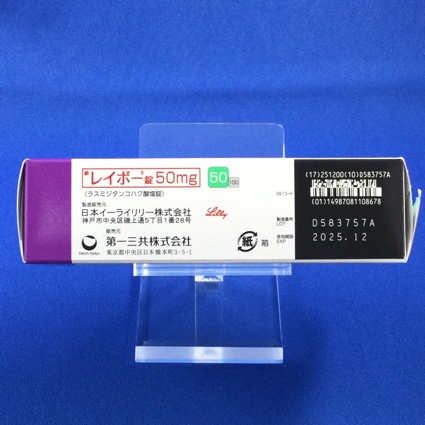 劇 レイボー®錠50mg
50 100
(ラスミジタンコハク酸塩錠)
製造販売元
日本イーライリリー株式会社
神戸市中央区磯上通5丁目1番28号
Lilly
販売元
第一三共株式会社
東京都中央区日本橋本町3-5-1
Daiichi-Sankyo
紙 箱
GS1コード
(17)251200(10)D583757A
(01)14987081108678
製造番号
LOT
D583757A
使用期限
EXP
2025.12